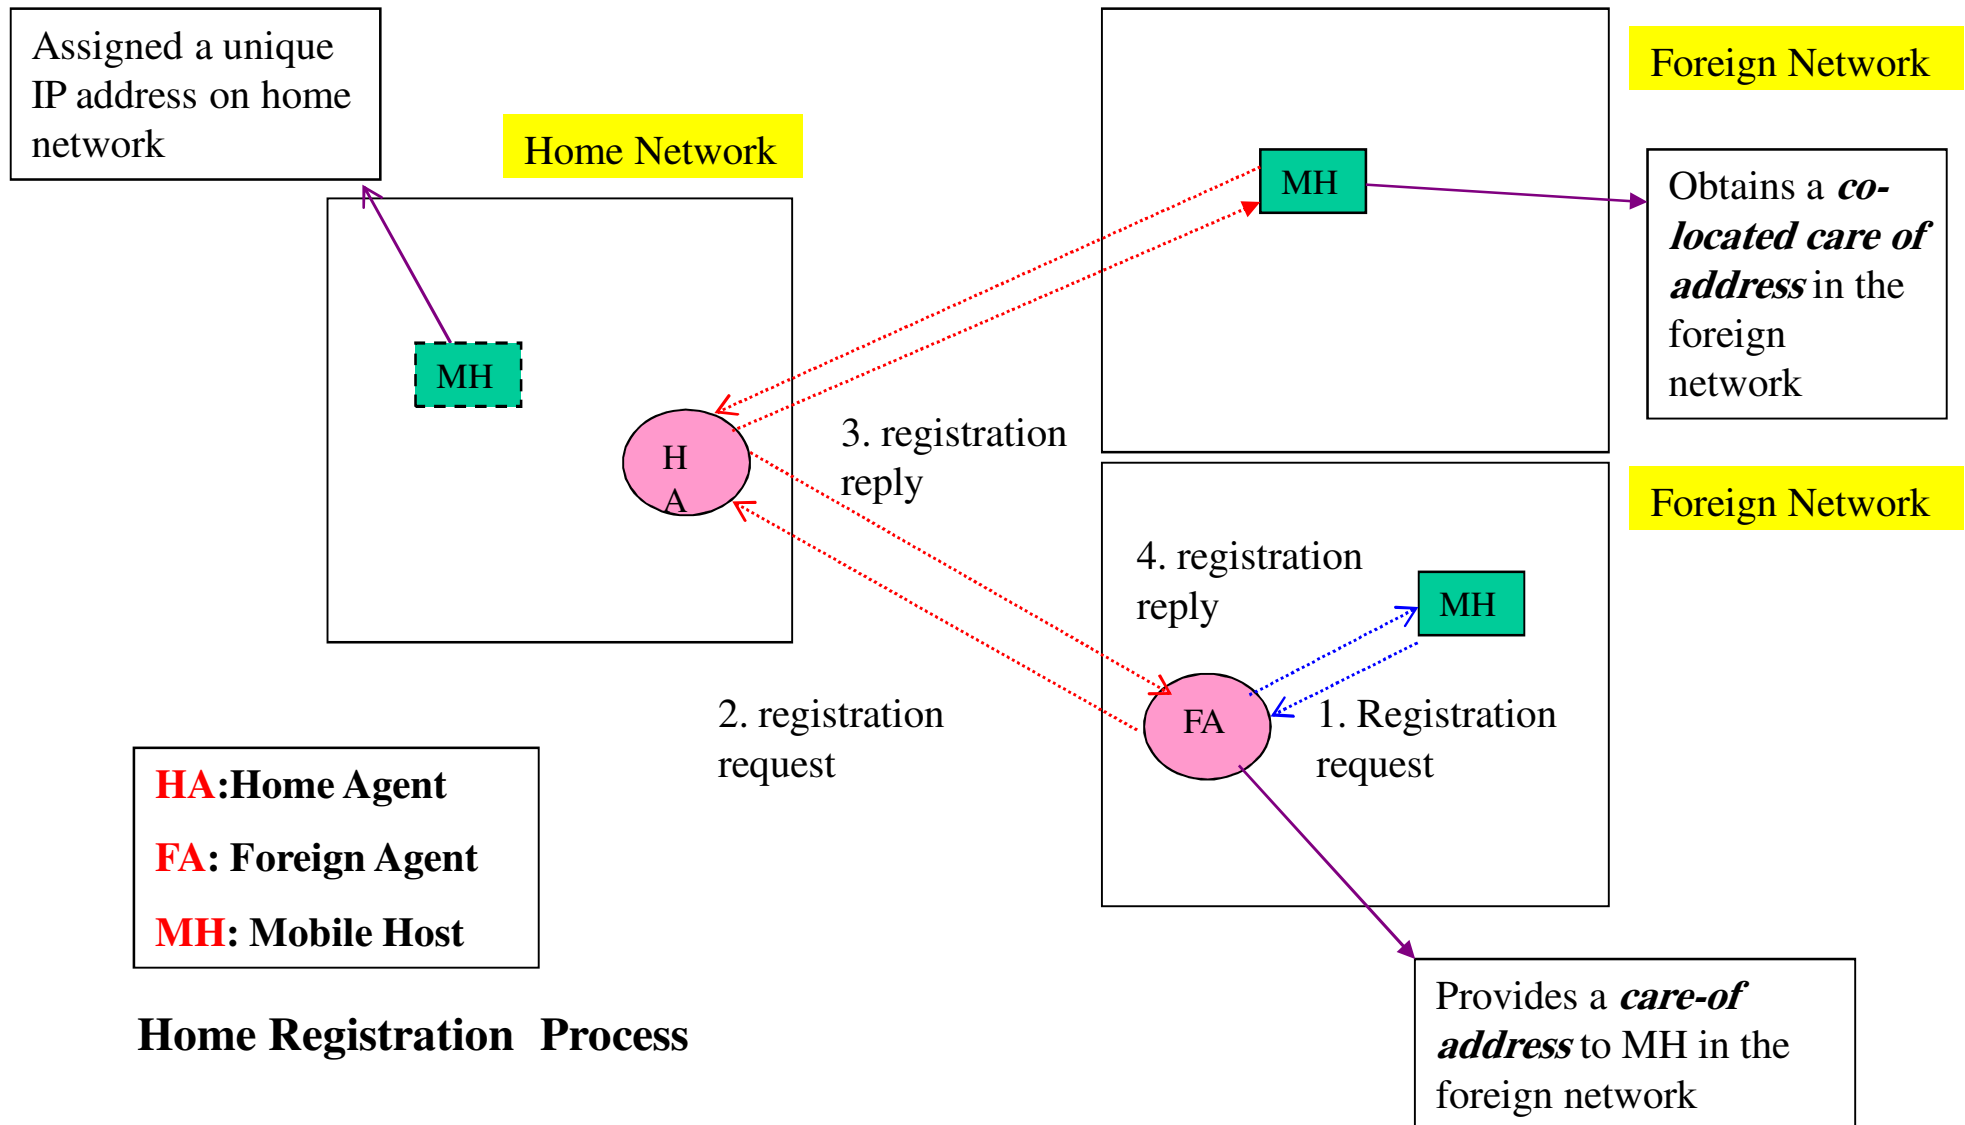 Assigned a unique
IP address on home
network
Home Network
Foreign Network
MH
Obtains a co-
located care of
address in the
foreign
network
MH
H
A
3. registration
reply
Foreign Network
4. registration
reply
MH
FA
1. Registration
request
2. registration
request
HA:Home Agent
FA: Foreign Agent
MH: Mobile Host
Home Registration Process
Provides a care-of
address to MH in the
foreign network